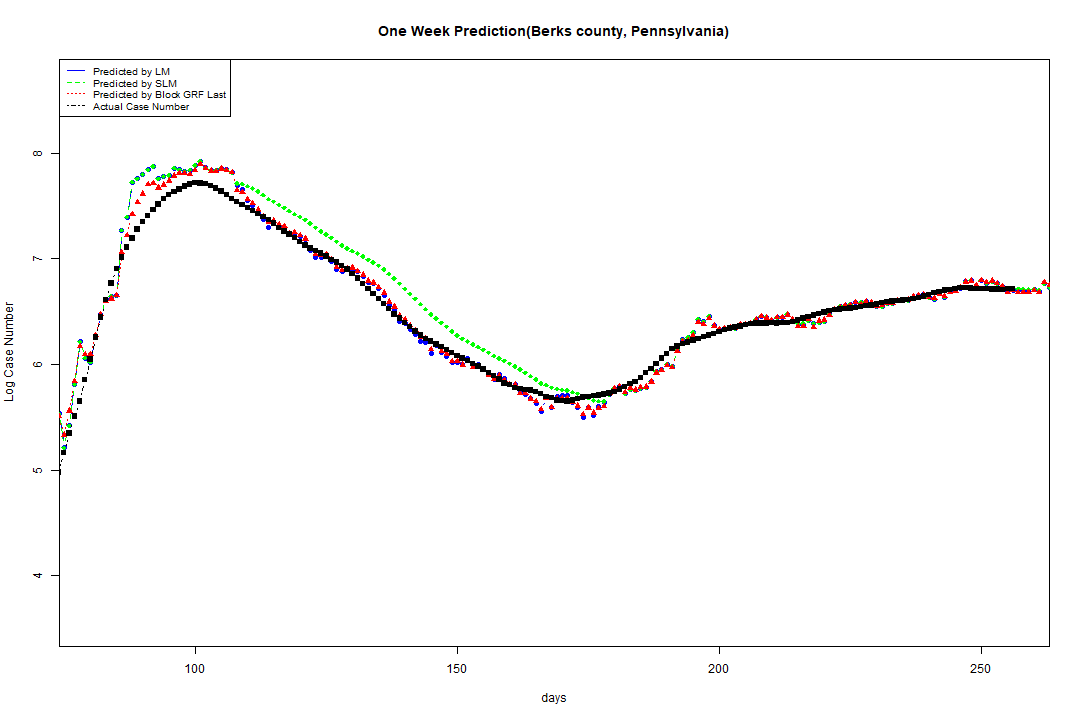 One Week Prediction(Berks county, Pennsylvania)
Predicted by LM
Predicted by SLM
Predicted by Block GRF Last
Actual Case Number
8
7
6
5
4
Log Case Number
100
150
200
250
days